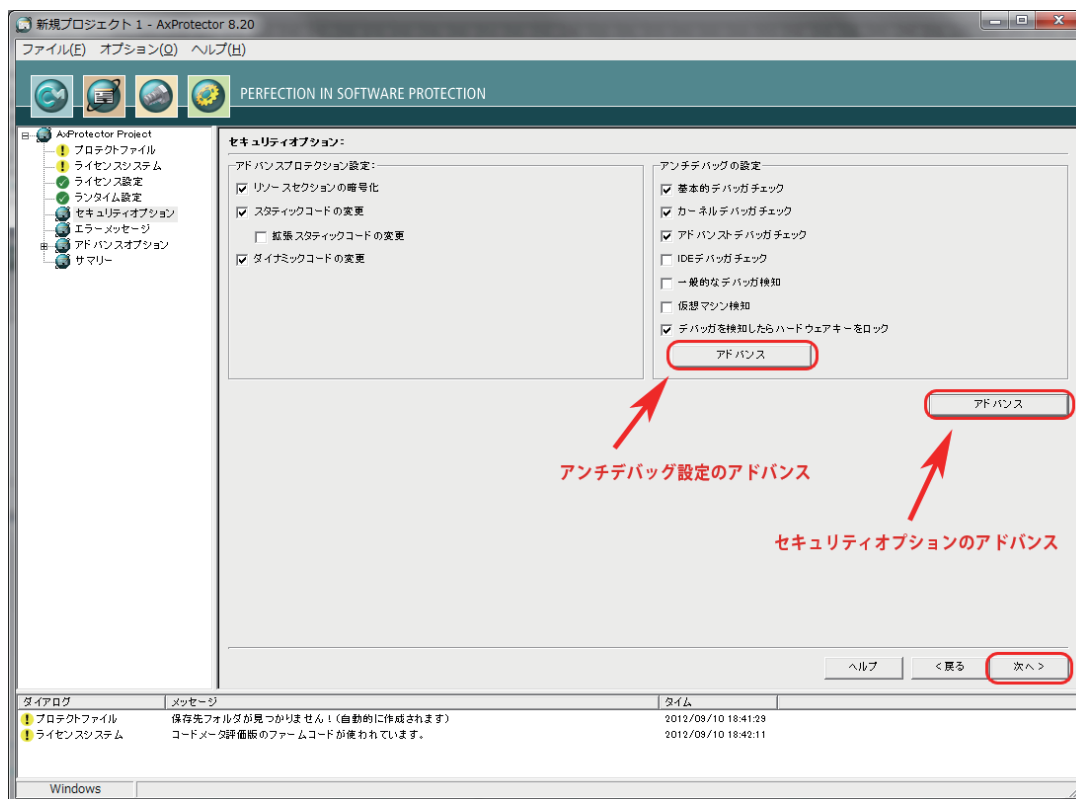 新規プロジェクト 1 - AxProtector 8.20
ファイル(F) オプション(O) ヘルプ(H)
PERFECTION IN SOFTWARE PROTECTION
AxProtector Project
プロテクトファイル
ライセンスシステム
ライセンス設定
ランタイム設定
セキュリティオプション
エラーメッセージ
アドバンスオプション
サマリー
セキュリティオプション:
アドバンスプロテクション設定:
リソースセクションの暗号化
スタティックコードの変更
拡張スタティックコードの変更
ダイナミックコードの変更
アンチデバッグの設定
基本的デバッガチェック
カーネルデバッガチェック
アドバンストデバッガチェック
IDEデバッガチェック
一般的なデバッガ検知
仮想マシン検知
デバッガを検知したらハードウェアキーをロック
アドバンス
アドバンス
アンチデバッグ設定のアドバンス
セキュリティオプションのアドバンス
ヘルプ <戻る 次へ>
ダイアログ メッセージ タイム
プロテクトファイル 保存先フォルダが見つかりません!(自動的に作成されます) 2012/09/10 18:41:29
ライセンスシステム コードメータ評価版のファームコードが使われています。 2012/09/10 18:42:11
Windows